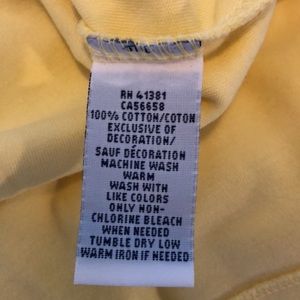 RN 41381
CA56658
100% COTTON/COTON
EXCLUSIVE OF
DECORATION/
SAUF DÉCORATION
MACHINE WASH
WARM
WASH WITH
LIKE COLORS
ONLY NON-
CHLORINE BLEACH
WHEN NEEDED
TUMBLE DRY LOW
WARM IRON IF NEEDED